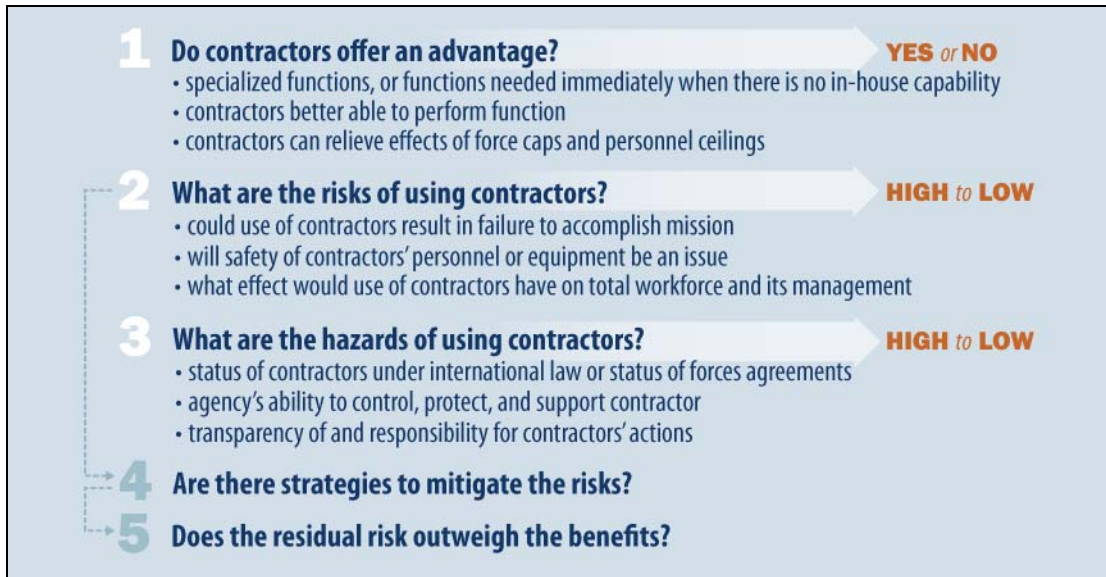 1 Do contractors offer an advantage? YES or NO
• specialized functions, or functions needed immediately when there is no in-house capability
• contractors better able to perform function
• contractors can relieve effects of force caps and personnel ceilings
2 What are the risks of using contractors? HIGH to LOW
• could use of contractors result in failure to accomplish mission
• will safety of contractors' personnel or equipment be an issue
• what effect would use of contractors have on total workforce and its management
3 What are the hazards of using contractors? HIGH to LOW
• status of contractors under international law or status of forces agreements
• agency's ability to control, protect, and support contractor
• transparency of and responsibility for contractors' actions
4 Are there strategies to mitigate the risks?
5 Does the residual risk outweigh the benefits?